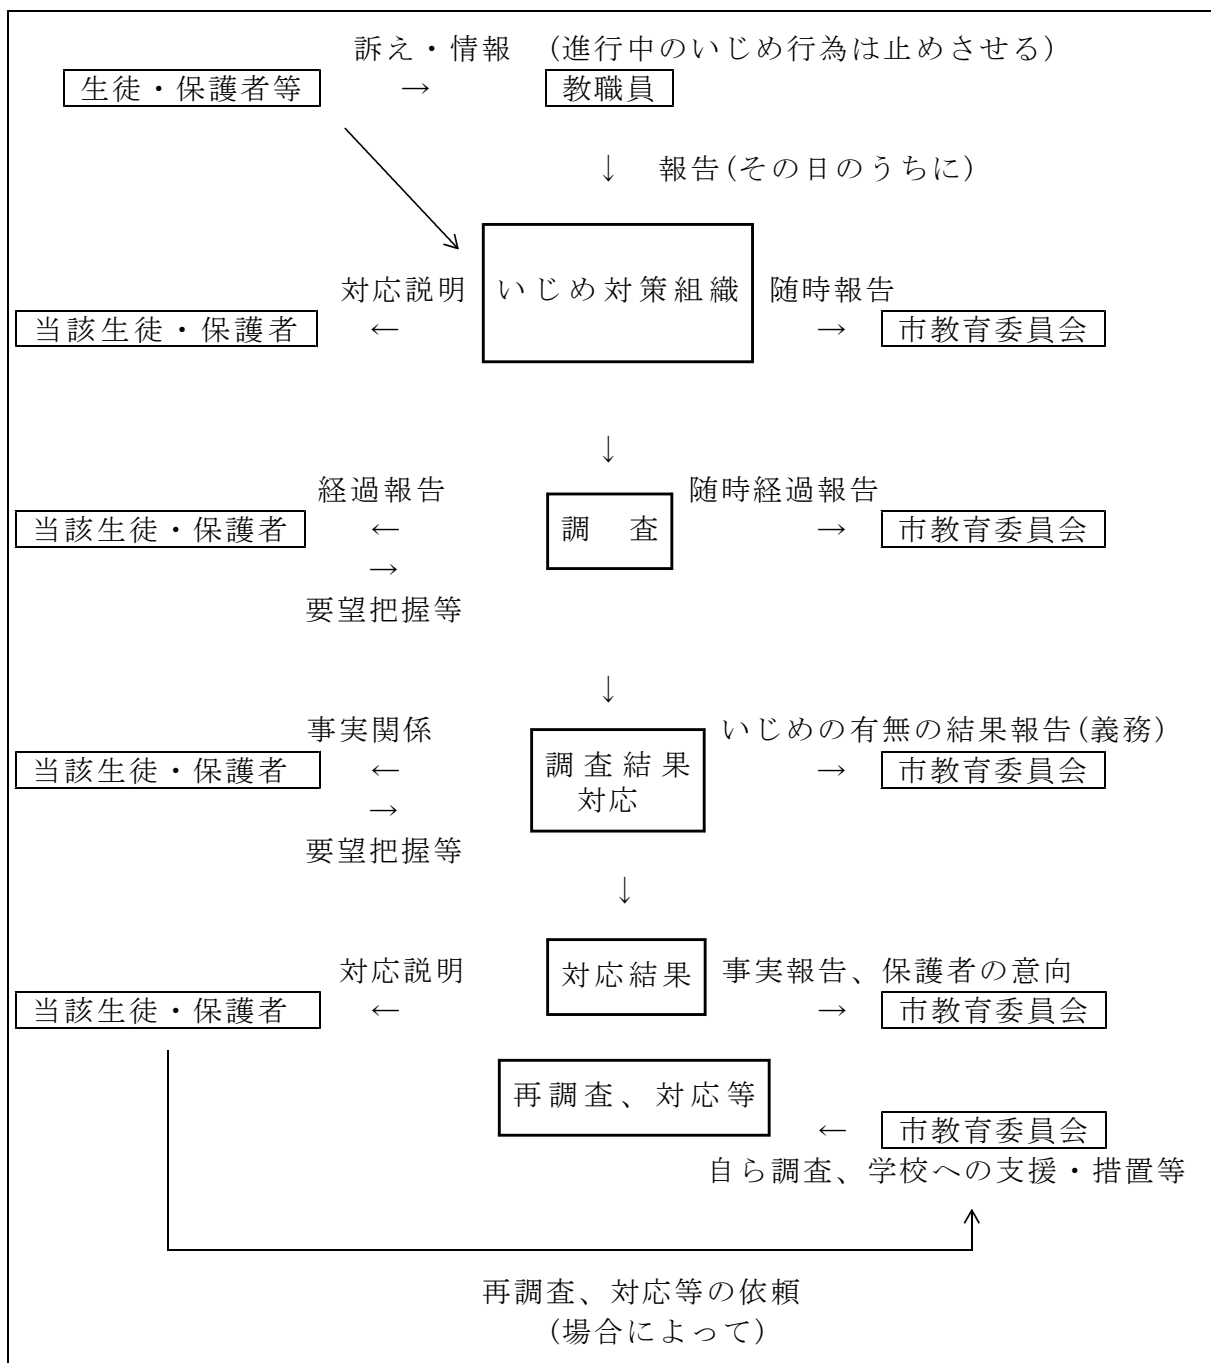 訴え・情報 (進行中のいじめ行為は止めさせる)
生徒・保護者等 → 教職員
↓ 報告(その日のうちに)
対応説明 いじめ対策組織 随時報告
当該生徒・保護者 ← → 市教育委員会
↓
経過報告 調 査 随時経過報告
当該生徒・保護者 ← → 市教育委員会
→
要望把握等
↓
事実関係 いじめの有無の結果報告(義務)
当該生徒・保護者 ← 調査結果 → 市教育委員会
→ 対応
要望把握等
↓
対応説明 対応結果 事実報告、保護者の意向
当該生徒・保護者 ← → 市教育委員会
再調査、対応等
← 市教育委員会
自ら調査、学校への支援・措置等
再調査、対応等の依頼
(場合によって)